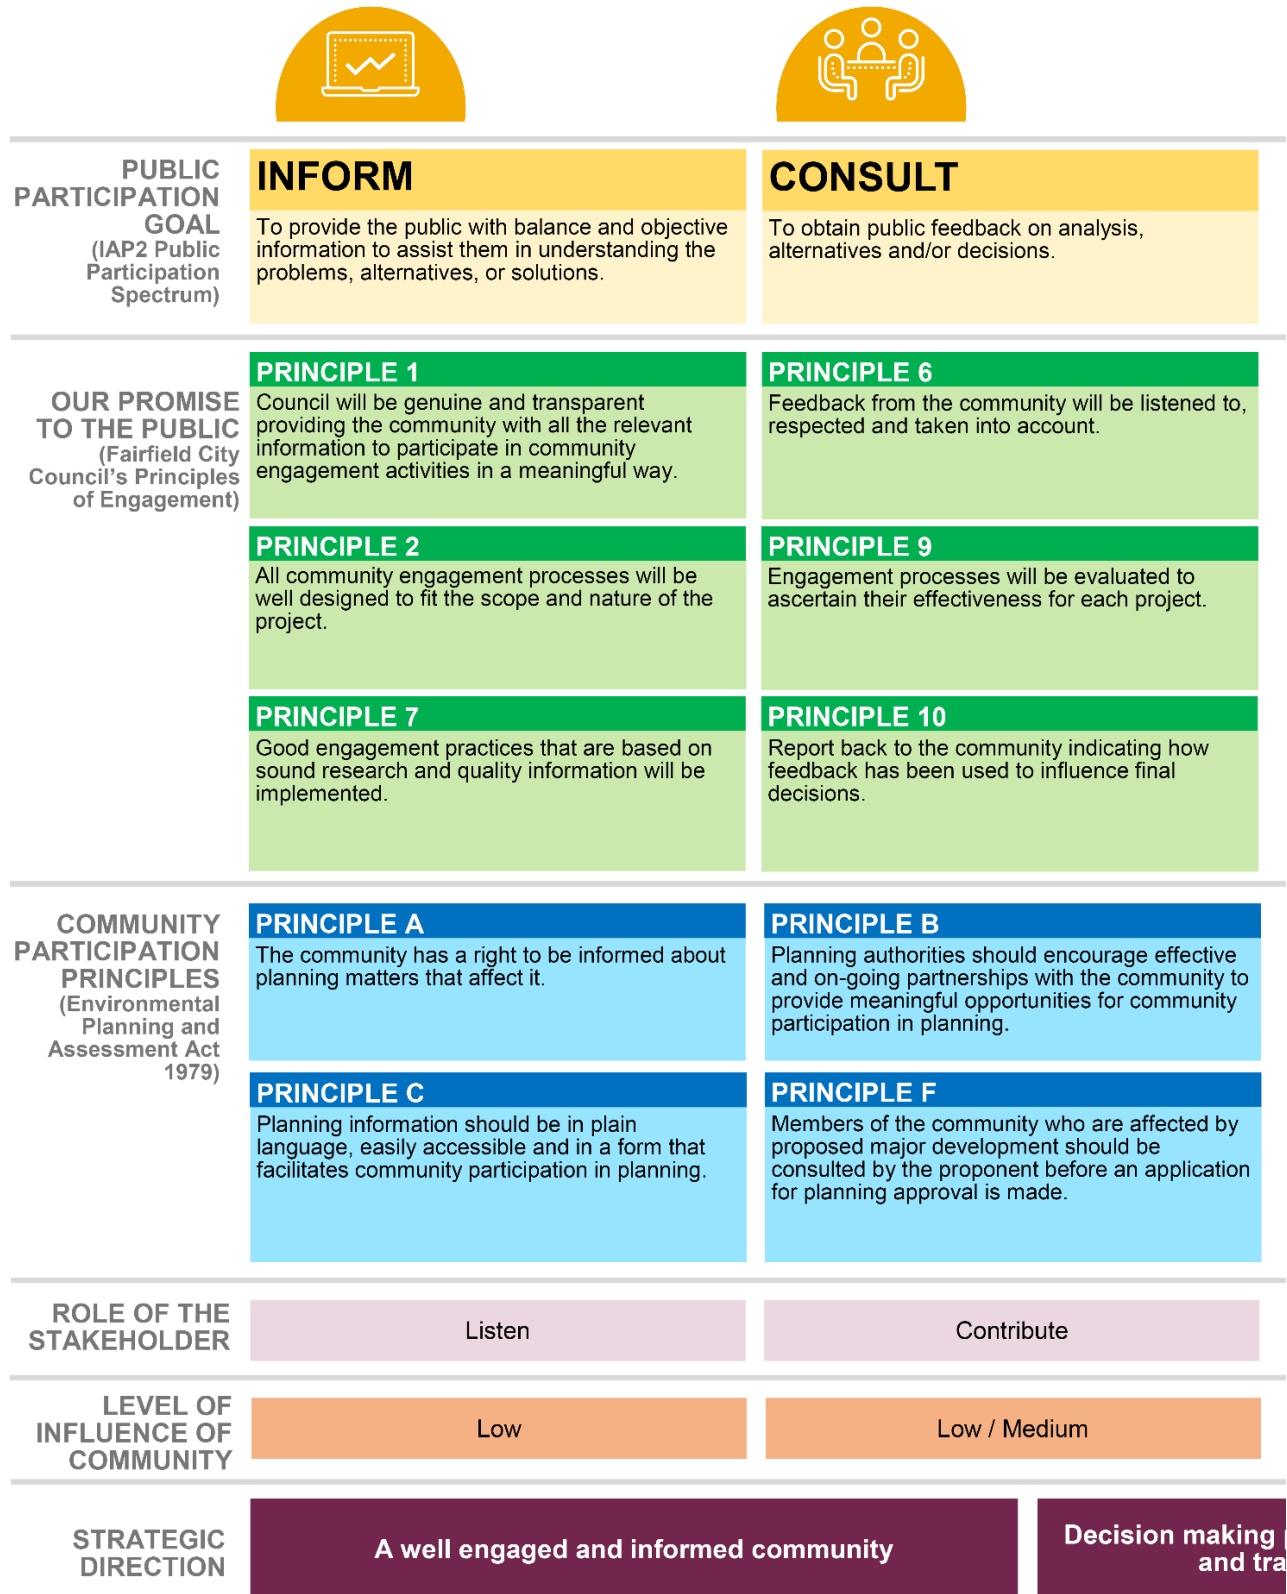 PUBLIC
PARTICIPATION
GOAL
(IAP2 Public
Participation
Spectrum)
INFORM
To provide the public with balance and objective
information to assist them in understanding the
problems, alternatives, or solutions.
CONSULT
To obtain public feedback on analysis,
alternatives and/or decisions.
OUR PROMISE
TO THE PUBLIC
(Fairfield City
Council's Principles
of Engagement)
PRINCIPLE 1
Council will be genuine and transparent
providing the community with all the relevant
information to participate in community
engagement activities in a meaningful way.
PRINCIPLE 6
Feedback from the community will be listened to,
respected and taken into account.
PRINCIPLE 2
All community engagement processes will be
well designed to fit the scope and nature of the
project.
PRINCIPLE 9
Engagement processes will be evaluated to
ascertain their effectiveness for each project.
PRINCIPLE 7
Good engagement practices that are based on
sound research and quality information will be
implemented.
PRINCIPLE 10
Report back to the community indicating how
feedback has been used to influence final
decisions.
COMMUNITY
PARTICIPATION
PRINCIPLES
(Environmental
Planning and
Assessment Act
1979)
PRINCIPLE A
The community has a right to be informed about
planning matters that affect it.
PRINCIPLE B
Planning authorities should encourage effective
and on-going partnerships with the community to
provide meaningful opportunities for community
participation in planning.
PRINCIPLE C
Planning information should be in plain
language, easily accessible and in a form that
facilitates community participation in planning.
PRINCIPLE F
Members of the community who are affected by
proposed major development should be
consulted by the proponent before an application
for planning approval is made.
ROLE OF THE
STAKEHOLDER
Listen
Contribute
LEVEL OF
INFLUENCE OF
COMMUNITY
Low
Low / Medium
STRATEGIC
DIRECTION
A well engaged and informed community
Decision making
and